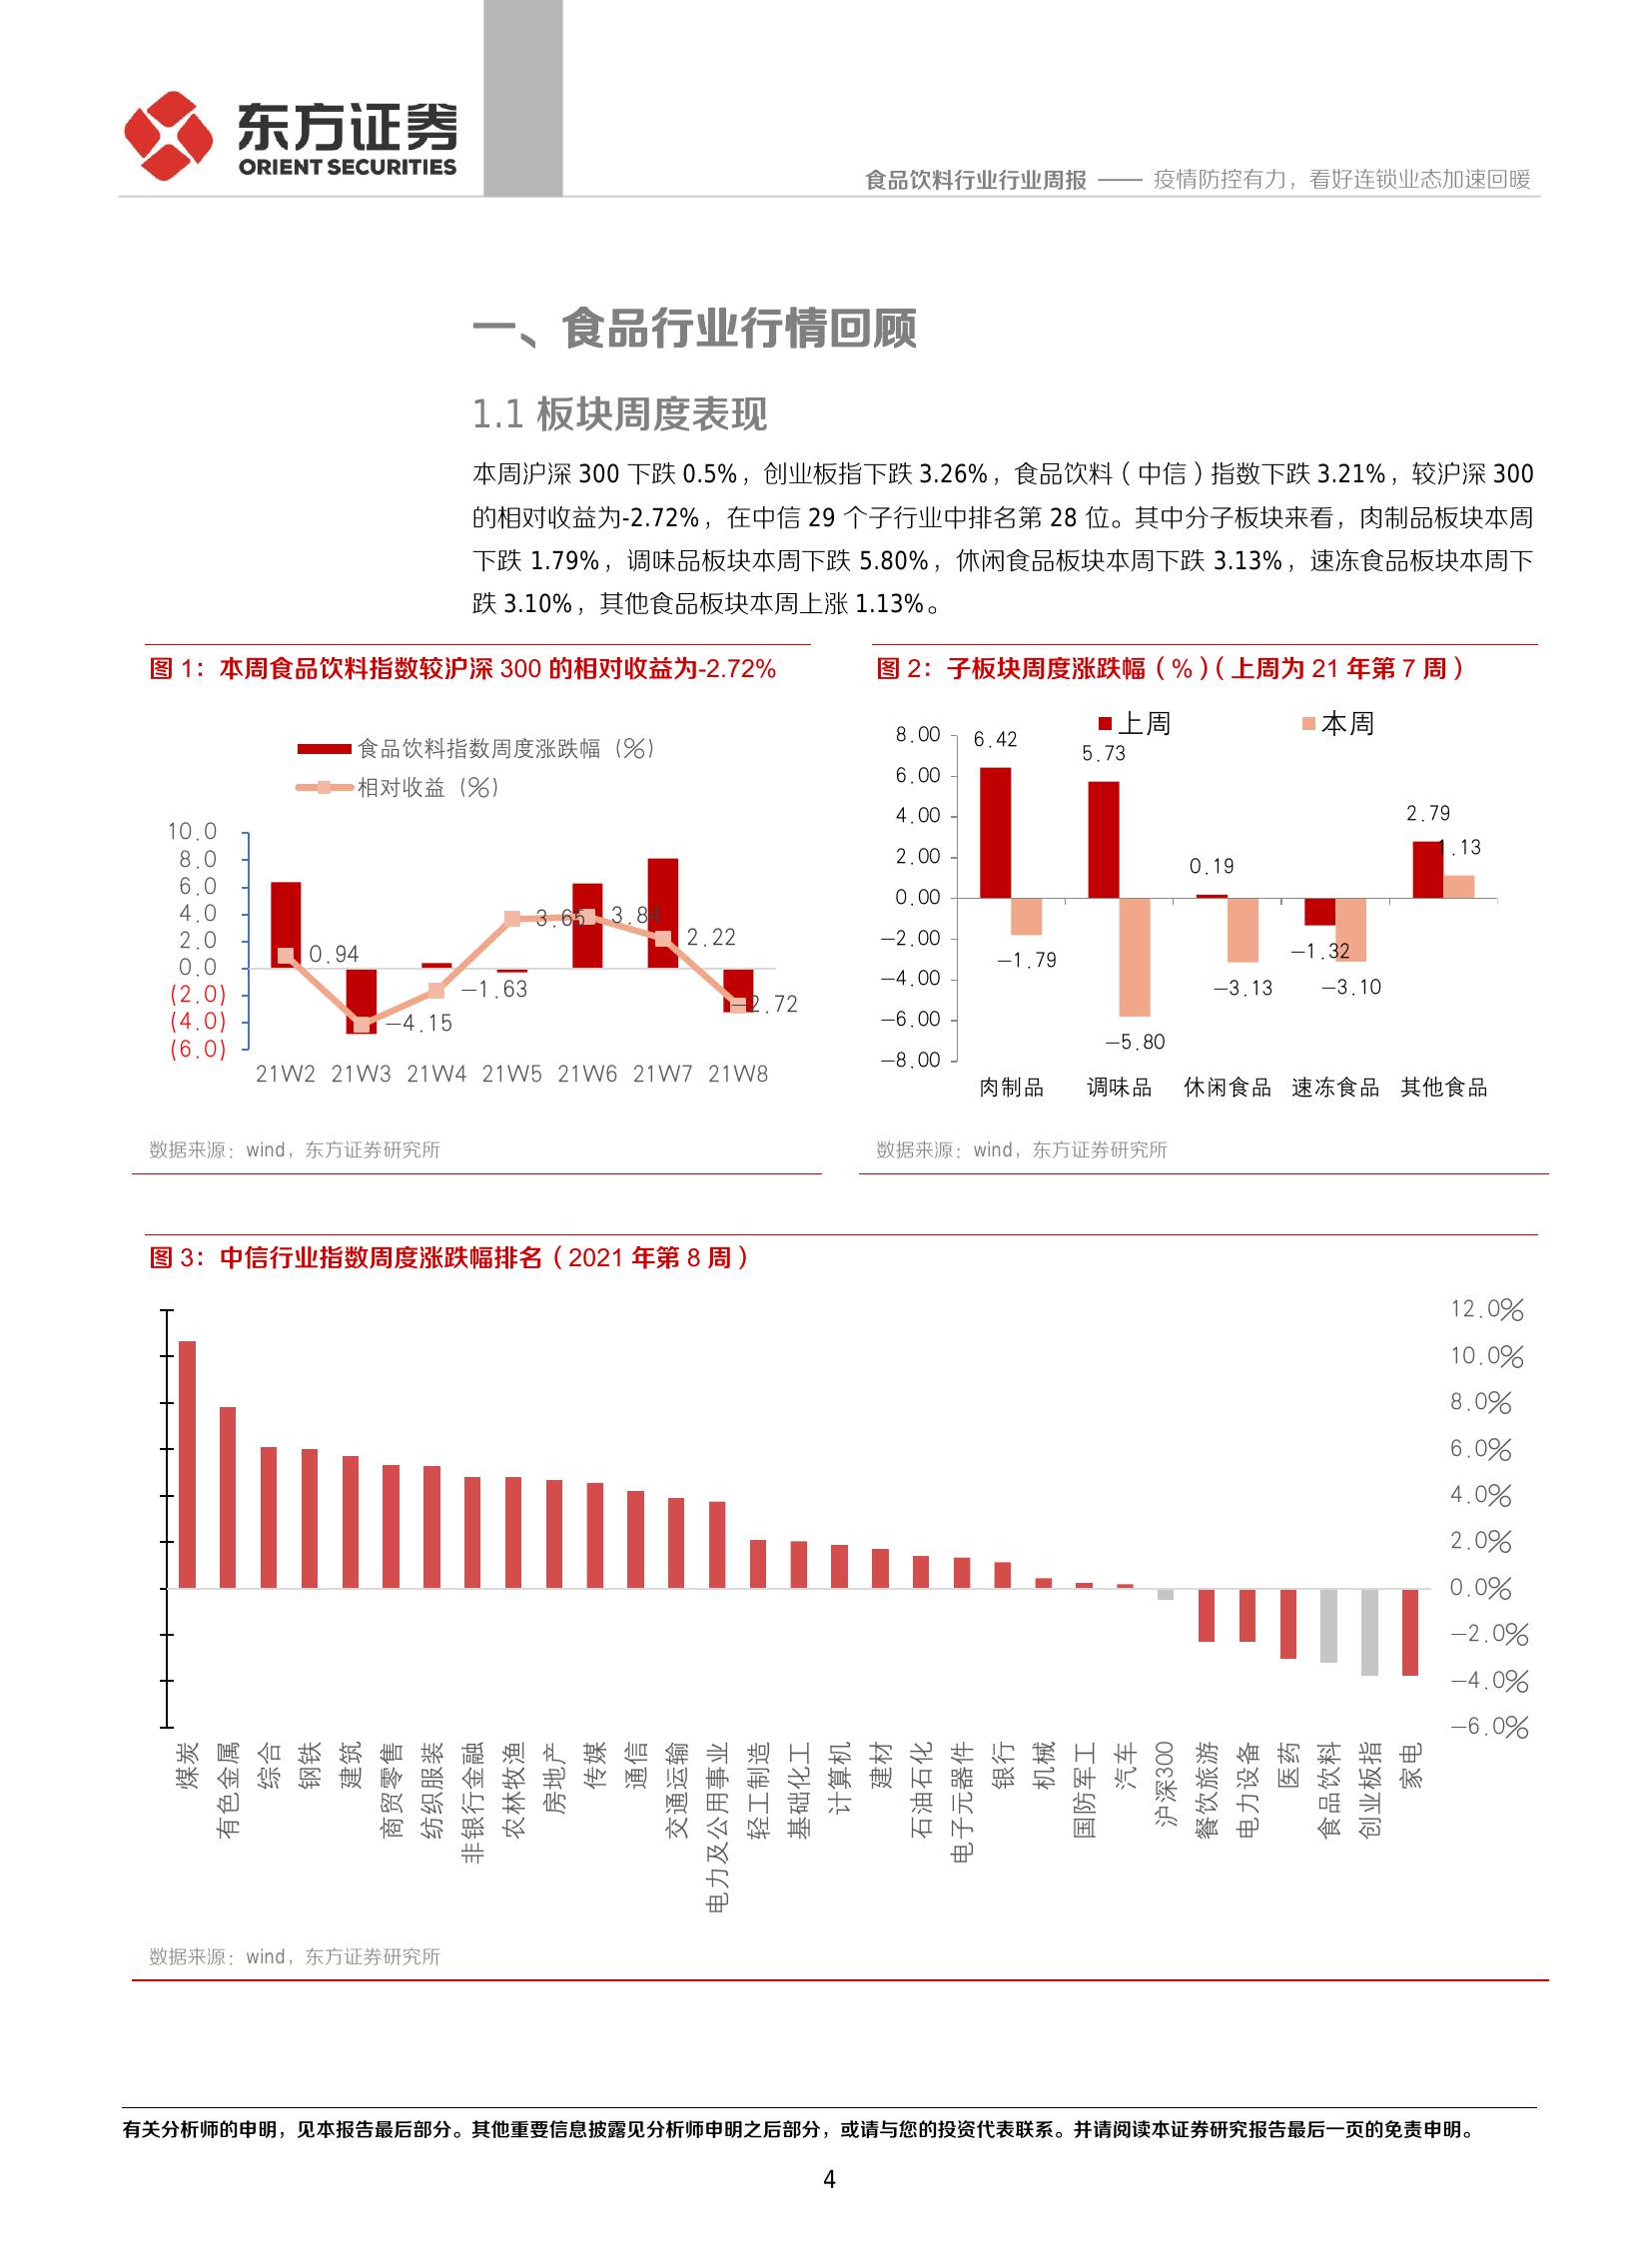 东方证券
ORIENT SECURITIES
食品饮料行业行业周报 —— 疫情防控有力，看好连锁业态加速回暖
一、食品行业行情回顾
1.1 板块周度表现
本周沪深 300 下跌 0.5%，创业板指下跌 3.26%，食品饮料（中信）指数下跌 3.21%，较沪深 300
的相对收益为-2.72%，在中信 29 个子行业中排名第 28 位。其中分子板块来看，肉制品板块本周
下跌 1.79%，调味品板块本周下跌 5.80%，休闲食品板块本周下跌 3.13%，速冻食品板块本周下
跌 3.10%，其他食品板块本周上涨 1.13%。
图 1：本周食品饮料指数较沪深 300 的相对收益为-2.72%
食品饮料指数周度涨跌幅（%）
相对收益（%）
10.0
8.0
6.0
4.0
2.0
0.0
(2.0)
(4.0)
(6.0)
0.94
-4.15
-1.63
3.65
3.84
2.22
-2.72
21W2 21W3 21W4 21W5 21W6 21W7 21W8
数据来源：wind，东方证券研究所
图 2：子板块周度涨跌幅（%）（上周为 21 年第 7 周）
上周 本周
8.00
6.00
4.00
2.00
0.00
-2.00
-4.00
-6.00
-8.00
6.42
5.73
0.19
-1.32
2.79
-1.79
-5.80
-3.13
-3.10
1.13
肉制品 调味品 休闲食品 速冻食品 其他食品
数据来源：wind，东方证券研究所
图 3：中信行业指数周度涨跌幅排名（2021 年第 8 周）
12.0%
10.0%
8.0%
6.0%
4.0%
2.0%
0.0%
-2.0%
-4.0%
-6.0%
煤炭
有色金属
综合
钢铁
建筑
商贸零售
纺织服装
非银行金融
农林牧渔
房地产
传媒
通信
交通运输
电力及公用事业
轻工制造
基础化工
计算机
建材
石油石化
电子元器件
银行
机械
国防军工
汽车
沪深300
餐饮旅游
电力设备
医药
食品饮料
创业板指
家电
数据来源：wind，东方证券研究所
有关分析师的申明，见本报告最后部分。其他重要信息披露见分析师申明之后部分，或请与您的投资代表联系。并请阅读本证券研究报告最后一页的免责申明。
4